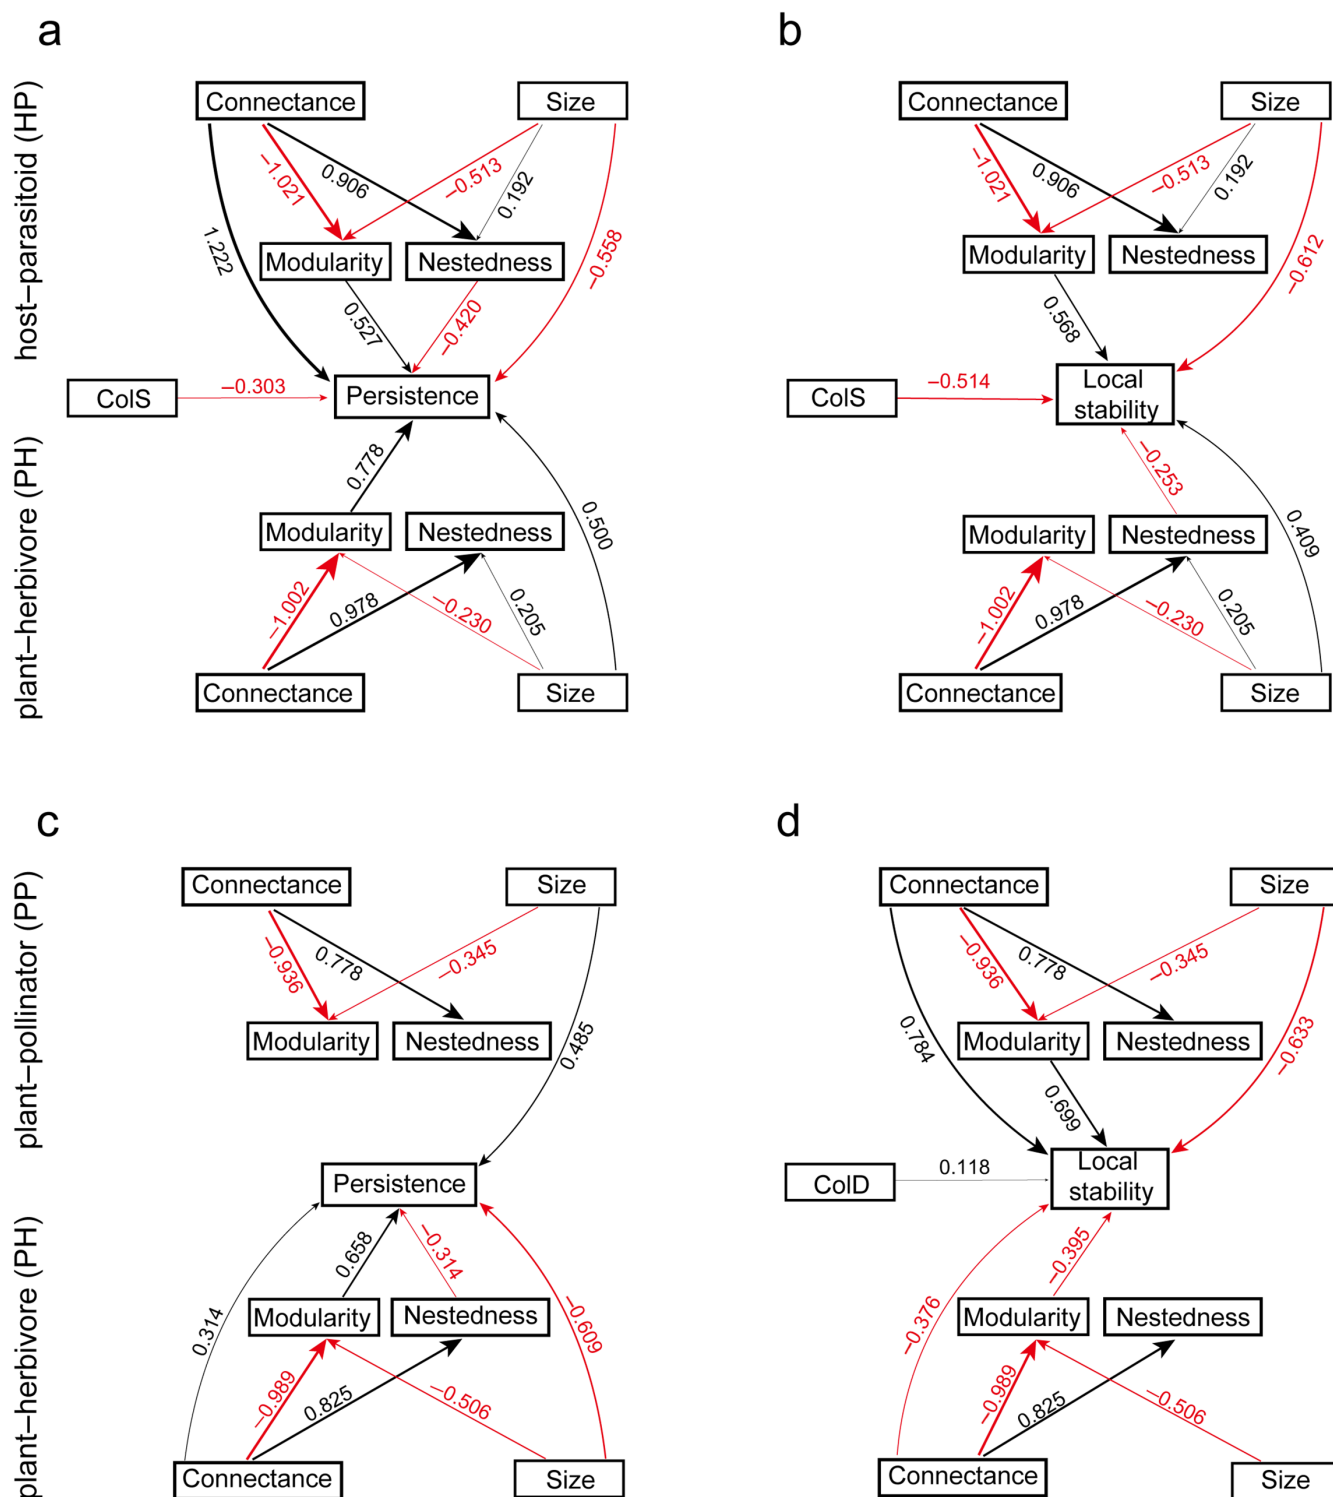 a
host–parasitoid (HP)
plant–herbivore (PH)
Connectance
Size
–1.021
0.906
–0.513
0.192
1.222
–0.558
Modularity
Nestedness
0.527
–0.420
ColS
–0.303
Persistence
0.778
0.500
Modularity
Nestedness
–1.002
0.978
–0.230
0.205
Connectance
Size
b
Connectance
Size
–1.021
0.906
–0.513
0.192
–0.612
Modularity
Nestedness
0.568
ColS
–0.514
Local
stability
–0.253
0.409
Modularity
Nestedness
–1.002
0.978
–0.230
0.205
Connectance
Size
c
plant–pollinator (PP)
plant–herbivore (PH)
Connectance
Size
–0.936
0.778
–0.345
0.485
Modularity
Nestedness
Persistence
0.314
0.658
–0.314
–0.609
Modularity
Nestedness
–0.989
0.825
–0.506
Connectance
Size
d
Connectance
Size
–0.936
0.778
–0.345
0.784
–0.633
Modularity
Nestedness
0.699
ColD
0.118
Local
stability
–0.376
–0.395
Modularity
Nestedness
–0.989
0.825
–0.506
Connectance
Size